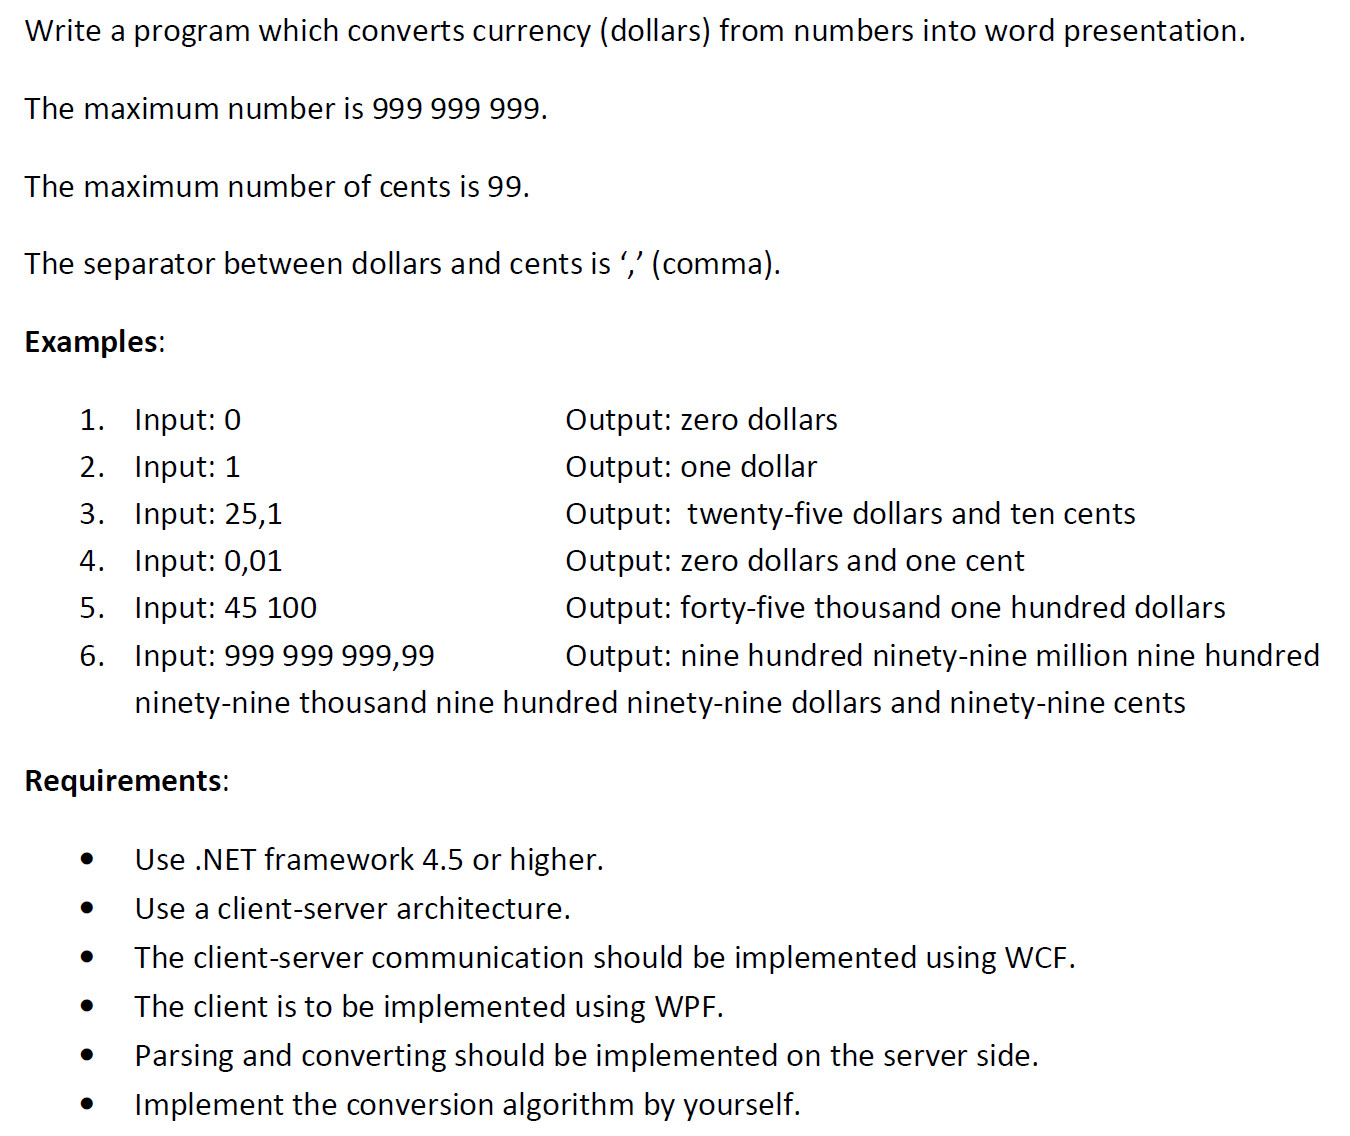 Write a program which converts currency (dollars) from numbers into word presentation.
The maximum number is 999 999 999.
The maximum number of cents is 99.
The separator between dollars and cents is ‘,’ (comma).
Examples:
1. Input: 0 Output: zero dollars
2. Input: 1 Output: one dollar
3. Input: 25,1 Output: twenty-five dollars and ten cents
4. Input: 0,01 Output: zero dollars and one cent
5. Input: 45 100 Output: forty-five thousand one hundred dollars
6. Input: 999 999 999,99 Output: nine hundred ninety-nine million nine hundred
ninety-nine thousand nine hundred ninety-nine dollars and ninety-nine cents
Requirements:
• Use .NET framework 4.5 or higher.
• Use a client-server architecture.
• The client-server communication should be implemented using WCF.
• The client is to be implemented using WPF.
• Parsing and converting should be implemented on the server side.
• Implement the conversion algorithm by yourself.